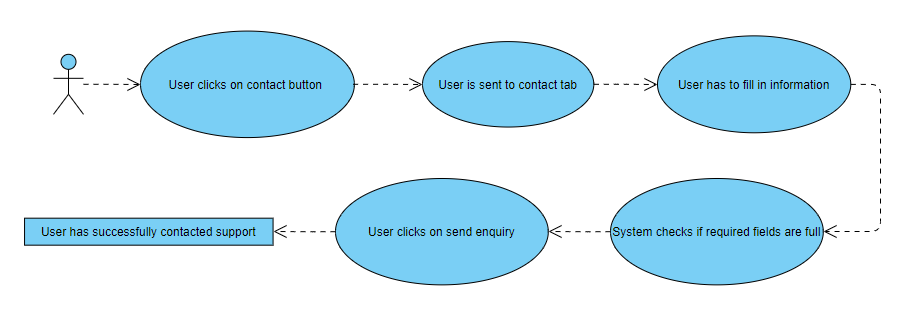 User clicks on contact button
User is sent to contact tab
User has to fill in information
System checks if required fields are full
User clicks on send enquiry
User has successfully contacted support